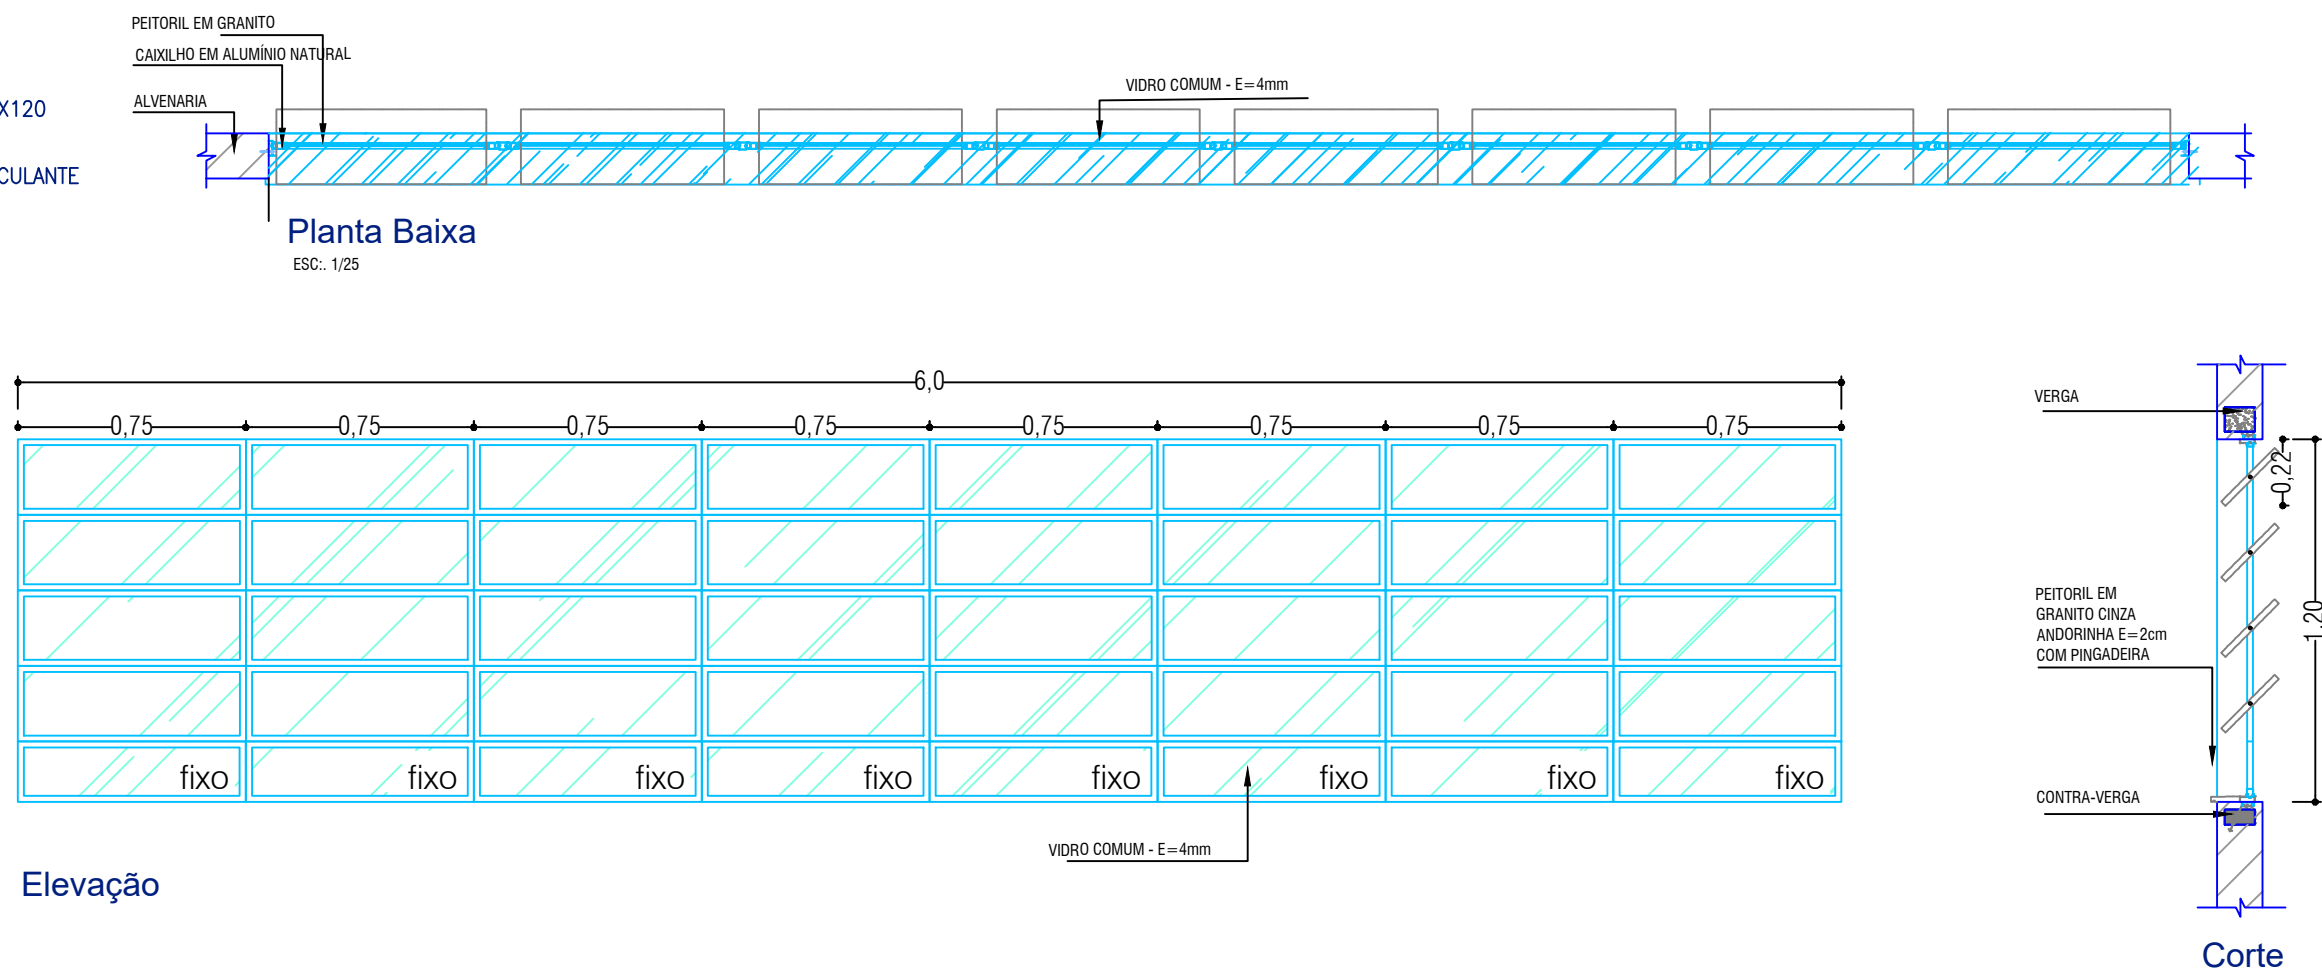 PEITORIL EM GRANITO
CAIXILHO EM ALUMÍNIO NATURAL
ALVENARIA
X120
CULANTE
VIDRO COMUM - E=4mm
Planta Baixa
ESC:. 1/25
6,0
0,75 0,75 0,75 0,75 0,75 0,75 0,75 0,75
fixo fixo fixo fixo fixo fixo fixo fixo
VIDRO COMUM - E=4mm
Elevação
VERGA
0,22
1,20
PEITORIL EM
GRANITO CINZA
ANDORINHA E=2cm
COM PINGADEIRA
CONTRA-VERGA
Corte